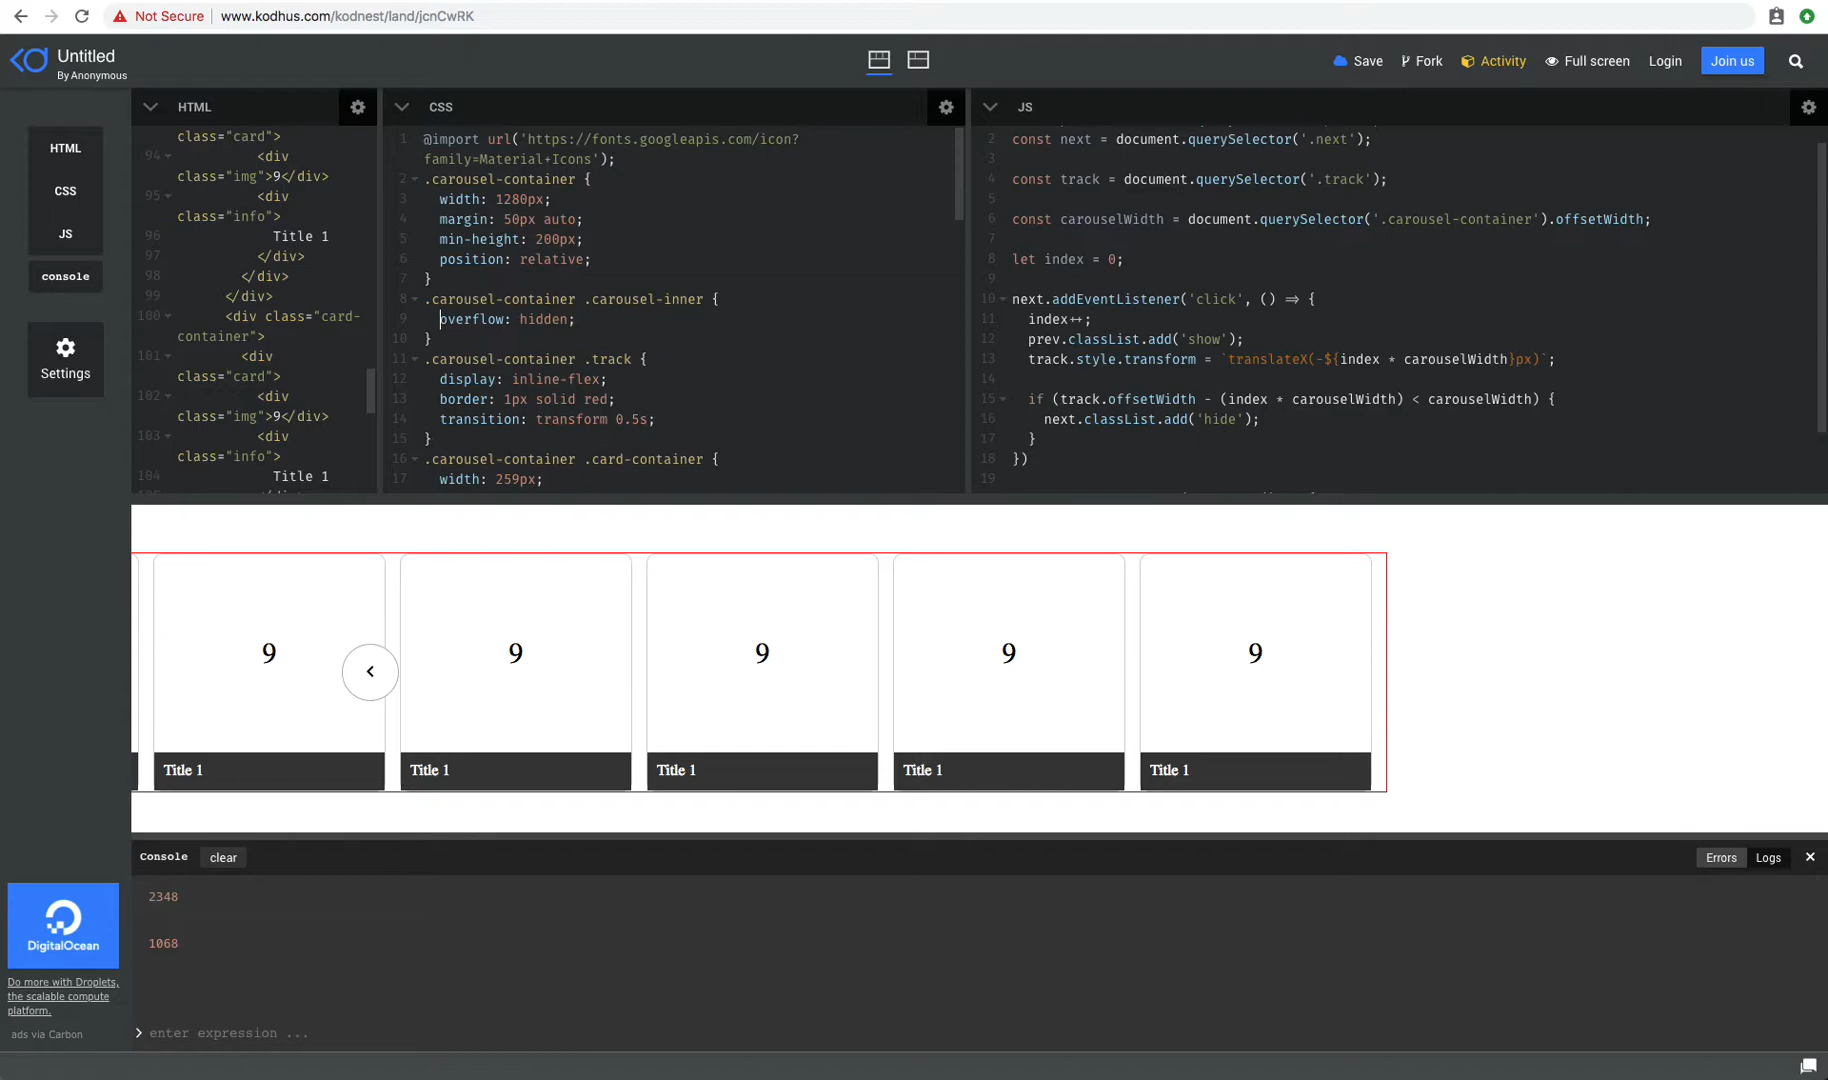 Not Secure | www.kodhus.com/kodnest/land/jcnCwRK
Untitled
By Anonymous
Save
Fork
Activity
Full screen
Login
Join us
HTML
CSS
JS
console
Settings
HTML
class="card">
94 <div
class="img">9</div>
95 <div
class="info">
96 Title 1
97 </div>
98 </div>
99 </div>
100 <div class="card-
container">
101 <div
class="card">
102 <div
class="img">9</div>
103 <div
class="info">
104 Title 1
CSS
1 @import url('https://fonts.googleapis.com/icon?
family=Material+Icons');
2 .carousel-container {
3 width: 1280px;
4 margin: 50px auto;
5 min-height: 200px;
6 position: relative;
7 }
8 .carousel-container .carousel-inner {
9 overflow: hidden;
10 }
11 .carousel-container .track {
12 display: inline-flex;
13 border: 1px solid red;
14 transition: transform 0.5s;
15 }
16 .carousel-container .card-container {
17 width: 259px;
JS
2 const next = document.querySelector('.next');
3
4 const track = document.querySelector('.track');
5
6 const carouselWidth = document.querySelector('.carousel-container').offsetWidth;
7
8 let index = 0;
9
10 next.addEventListener('click', () => {
11 index++;
12 prev.classList.add('show');
13 track.style.transform = `translateX(-${index * carouselWidth}px)`;
14
15 if (track.offsetWidth - (index * carouselWidth) < carouselWidth) {
16 next.classList.add('hide');
17 }
18 })
19
9 9 9 9 9
Title 1 Title 1 Title 1 Title 1 Title 1
Console clear
Errors Logs
2348
1068
enter expression ...
DigitalOcean
Do more with Droplets,
the scalable compute
platform.
ads via Carbon